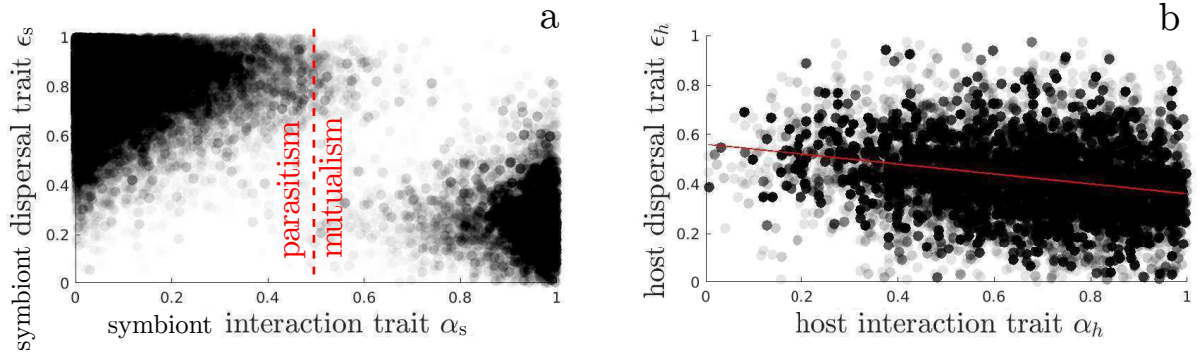 a
symbiont dispersal trait ϵₛ
1
0.8
0.6
0.4
0.2
0
parasitism
mutualism
0 0.2 0.4 0.6 0.8 1
symbiont interaction trait αₛ
b
host dispersal trait ϵₕ
1
0.8
0.6
0.4
0.2
0
0 0.2 0.4 0.6 0.8 1
host interaction trait αₕ